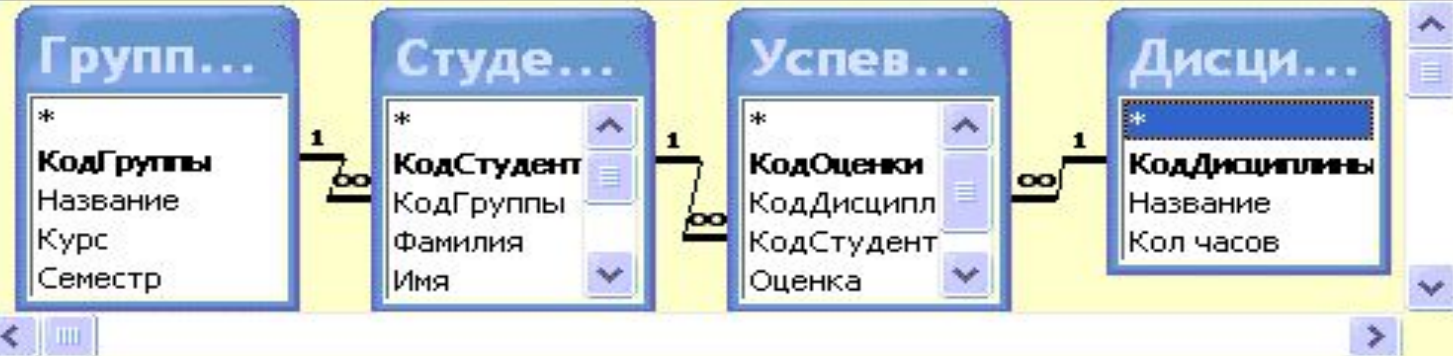 Групп...
*
КодГруппы
Название
Курс
Семестр
1
∞
Студе...
*
КодСтудент
КодГруппы
Фамилия
Имя
1
∞
Успев...
*
КодОценки
КодДисципл
КодСтудент
Оценка
∞
1
Дисци...
*
КодДисциплины
Название
Кол часов